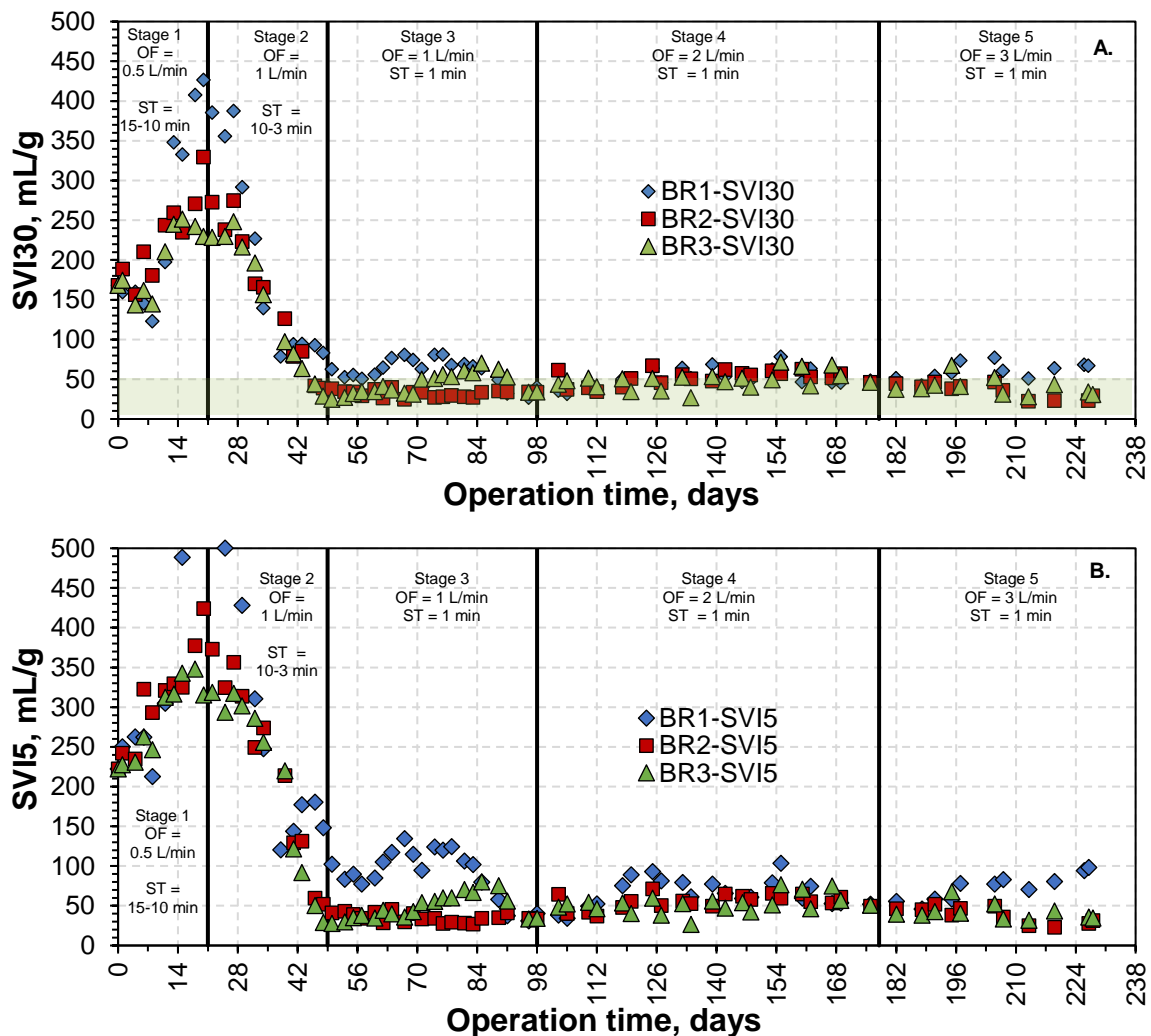 500
450
400
350
300
250
200
150
100
50
0
SVI30, mL/g
Stage 1
OF =
0.5 L/min
ST =
15-10 min
Stage 2
OF =
1 L/min
ST =
10-3 min
Stage 3
OF = 1 L/min
ST = 1 min
Stage 4
OF = 2 L/min
ST = 1 min
Stage 5
OF = 3 L/min
ST = 1 min
A.
BR1-SVI30
BR2-SVI30
BR3-SVI30
0 14 28 42 56 70 84 98 112 126 140 154 168 182 196 210 224 238
Operation time, days
500
450
400
350
300
250
200
150
100
50
0
SVI5, mL/g
Stage 1
OF =
0.5 L/min
ST =
15-10 min
Stage 2
OF =
1 L/min
ST =
10-3 min
Stage 3
OF = 1 L/min
ST = 1 min
Stage 4
OF = 2 L/min
ST = 1 min
Stage 5
OF = 3 L/min
ST = 1 min
B.
BR1-SVI5
BR2-SVI5
BR3-SVI5
0 14 28 42 56 70 84 98 112 126 140 154 168 182 196 210 224 238
Operation time, days